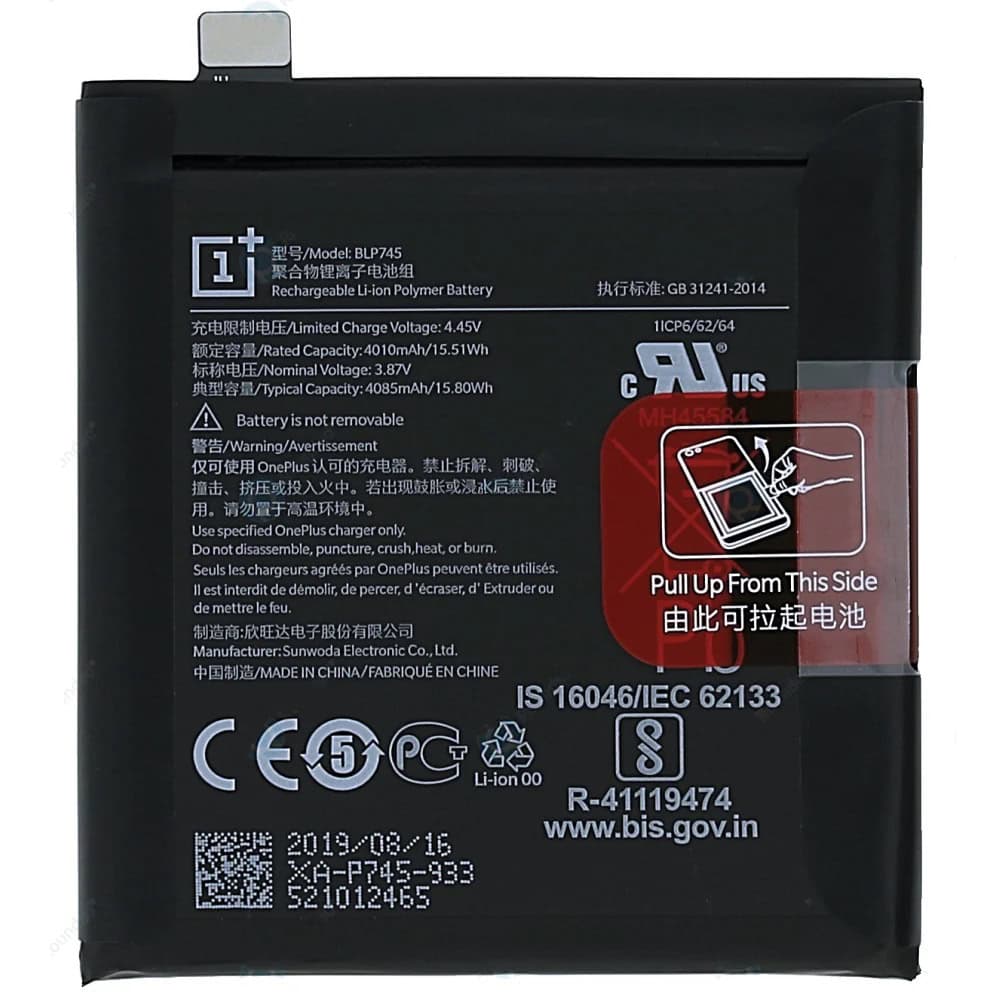 型号/Model: BLP745
聚合物锂离子电池组
Rechargeable Li-ion Polymer Battery
执行标准: GB 31241-2014
充电限制电压/Limited Charge Voltage: 4.45V
额定容量/Rated Capacity: 4010mAh/15.51Wh
标称电压/Nominal Voltage: 3.87V
典型容量/Typical Capacity: 4085mAh/15.80Wh
1ICP6/62/64
C RU ® US
MH45584
Battery is not removable
警告/Warning/Avertissement
仅可使用 OnePlus 认可的充电器。禁止拆解、刺破、
撞击、挤压或投入火中。若出现鼓胀或浸水后禁止使
用。请勿置于高温环境中。
Use specified OnePlus charger only.
Do not disassemble, puncture, crush, heat, or burn.
Seuls les chargeurs agréés par OnePlus peuvent être utilisés.
Il est interdit de démolir, de percer, d'écraser, d'Extruder ou
de mettre le feu.
制造商: 欣旺达电子股份有限公司
Manufacturer: Sunwoda Electronic Co., Ltd.
中国制造/MADE IN CHINA/FABRIQUÉ EN CHINE
Pull Up From This Side
由此可拉起电池
IS 16046/IEC 62133
CE 5 PCT
Li-ion 00
R-41119474
www.bis.gov.in
2019/08/16
XA-P745-933
521012465